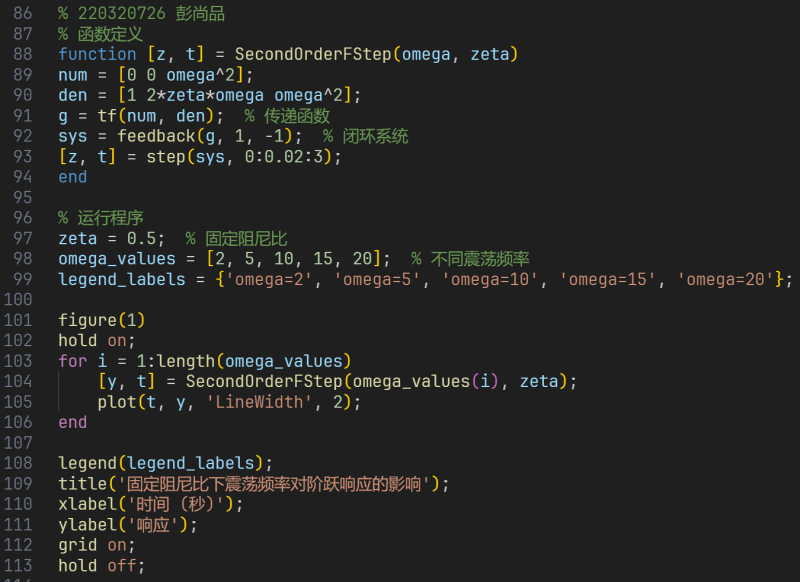 86 % 220320726 彭尚品
87 % 函数定义
88 function [z, t] = SecondOrderFStep(omega, zeta)
89 num = [0 0 omega^2];
90 den = [1 2*zeta*omega omega^2];
91 g = tf(num, den);  % 传递函数
92 sys = feedback(g, 1, -1);  % 闭环系统
93 [z, t] = step(sys, 0:0.02:3);
94 end
95
96 % 运行程序
97 zeta = 0.5;  % 固定阻尼比
98 omega_values = [2, 5, 10, 15, 20];  % 不同震荡频率
99 legend_labels = {'omega=2', 'omega=5', 'omega=10', 'omega=15', 'omega=20'};
100
101 figure(1)
102 hold on;
103 for i = 1:length(omega_values)
104     [y, t] = SecondOrderFStep(omega_values(i), zeta);
105     plot(t, y, 'LineWidth', 2);
106 end
107
108 legend(legend_labels);
109 title('固定阻尼比下震荡频率对阶跃响应的影响');
110 xlabel('时间 (秒)');
111 ylabel('响应');
112 grid on;
113 hold off;